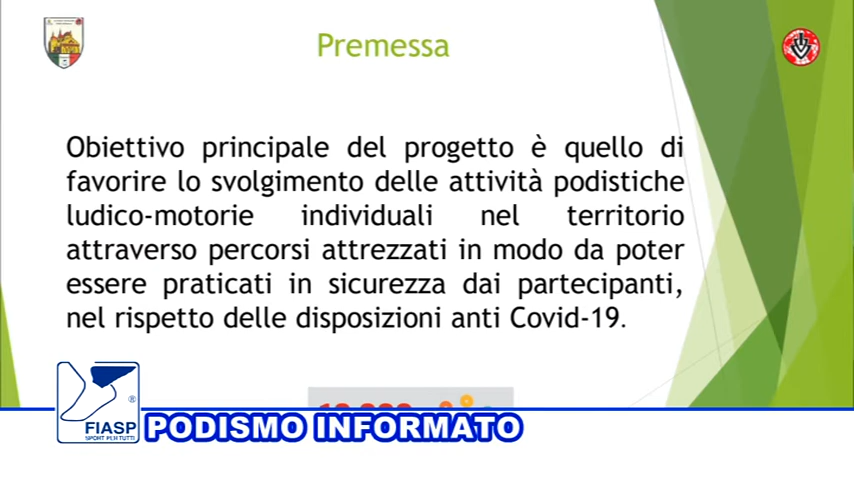 Premessa
Obiettivo principale del progetto è quello di
favorire lo svolgimento delle attività podistiche
ludico-motorie individuali nel territorio
attraverso percorsi attrezzati in modo da poter
essere praticati in sicurezza dai partecipanti,
nel rispetto delle disposizioni anti Covid-19.
FIASP
SPORT PER TUTTI
®
PODISMO INFORMATO
IVV